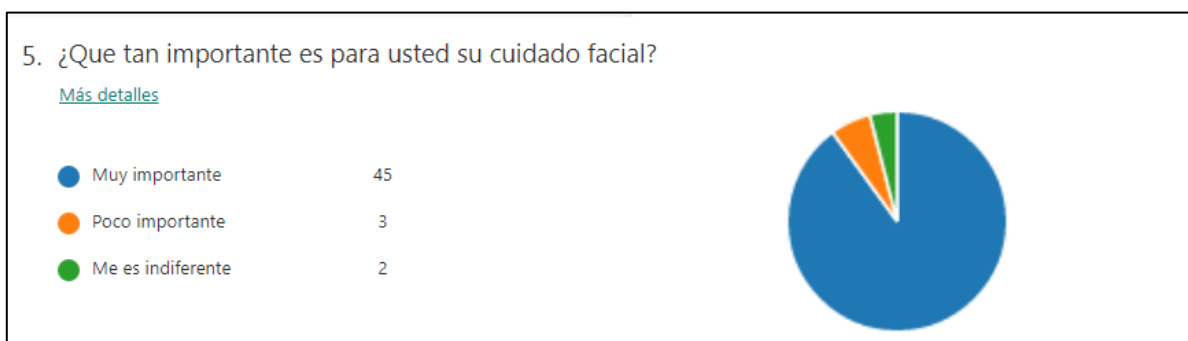 5. ¿Que tan importante es para usted su cuidado facial?
Más detalles
Muy importante 45
Poco importante 3
Me es indiferente 2